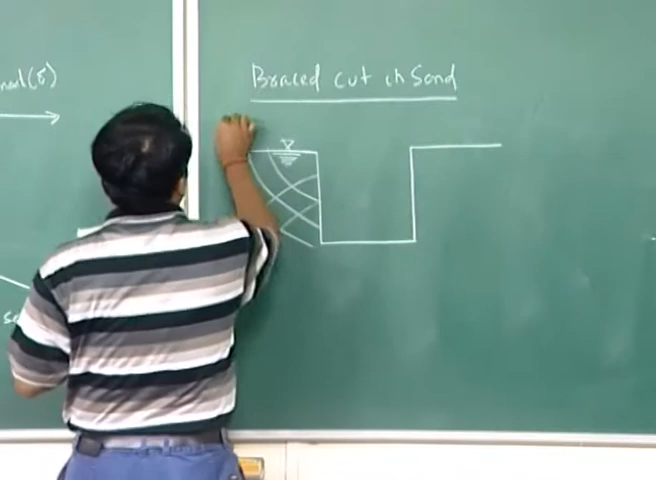 (δ)
Braced cut in Sand